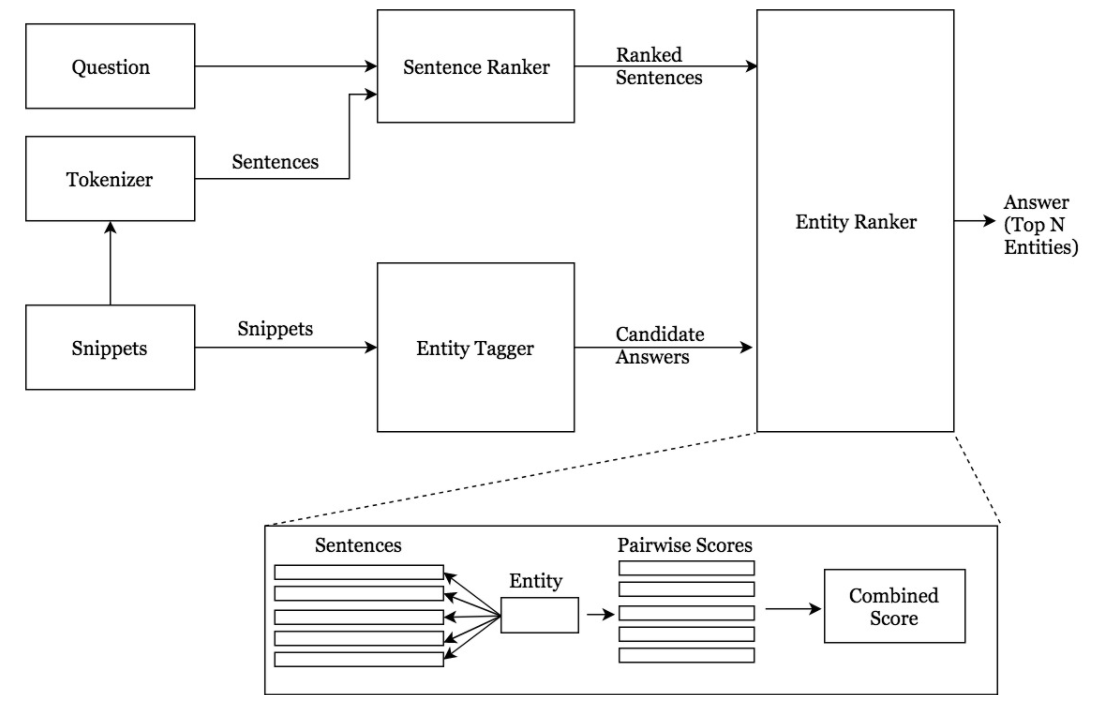 Question
Sentence Ranker
Ranked
Sentences
Tokenizer
Sentences
Entity Ranker
Answer
(Top N
Entities)
Snippets
Snippets
Entity Tagger
Candidate
Answers
Sentences
Entity
Pairwise Scores
Combined
Score